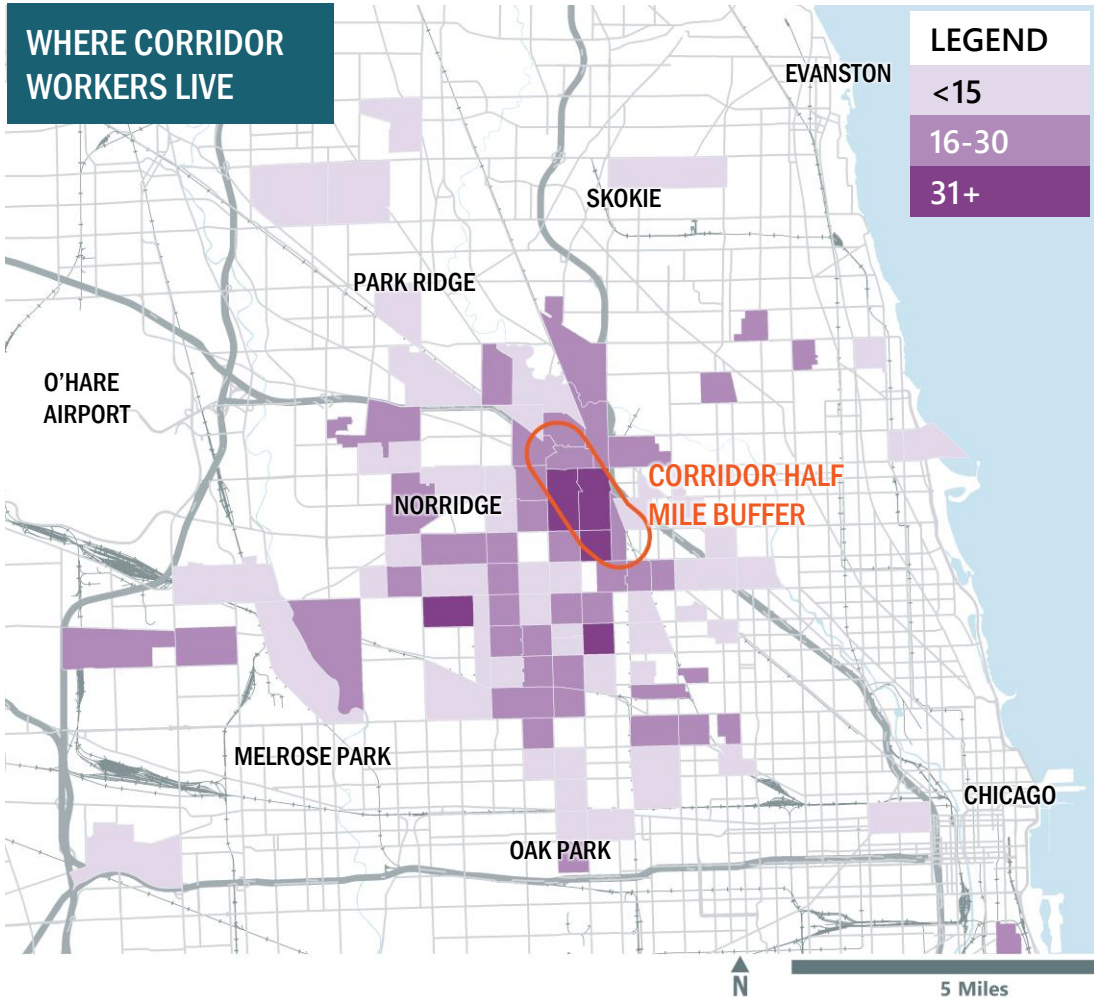 WHERE CORRIDOR
WORKERS LIVE
LEGEND
<15
16-30
31+
EVANSTON
SKOKIE
PARK RIDGE
O'HARE
AIRPORT
NORRIDGE
CORRIDOR HALF
MILE BUFFER
MELROSE PARK
CHICAGO
OAK PARK
N
5 Miles